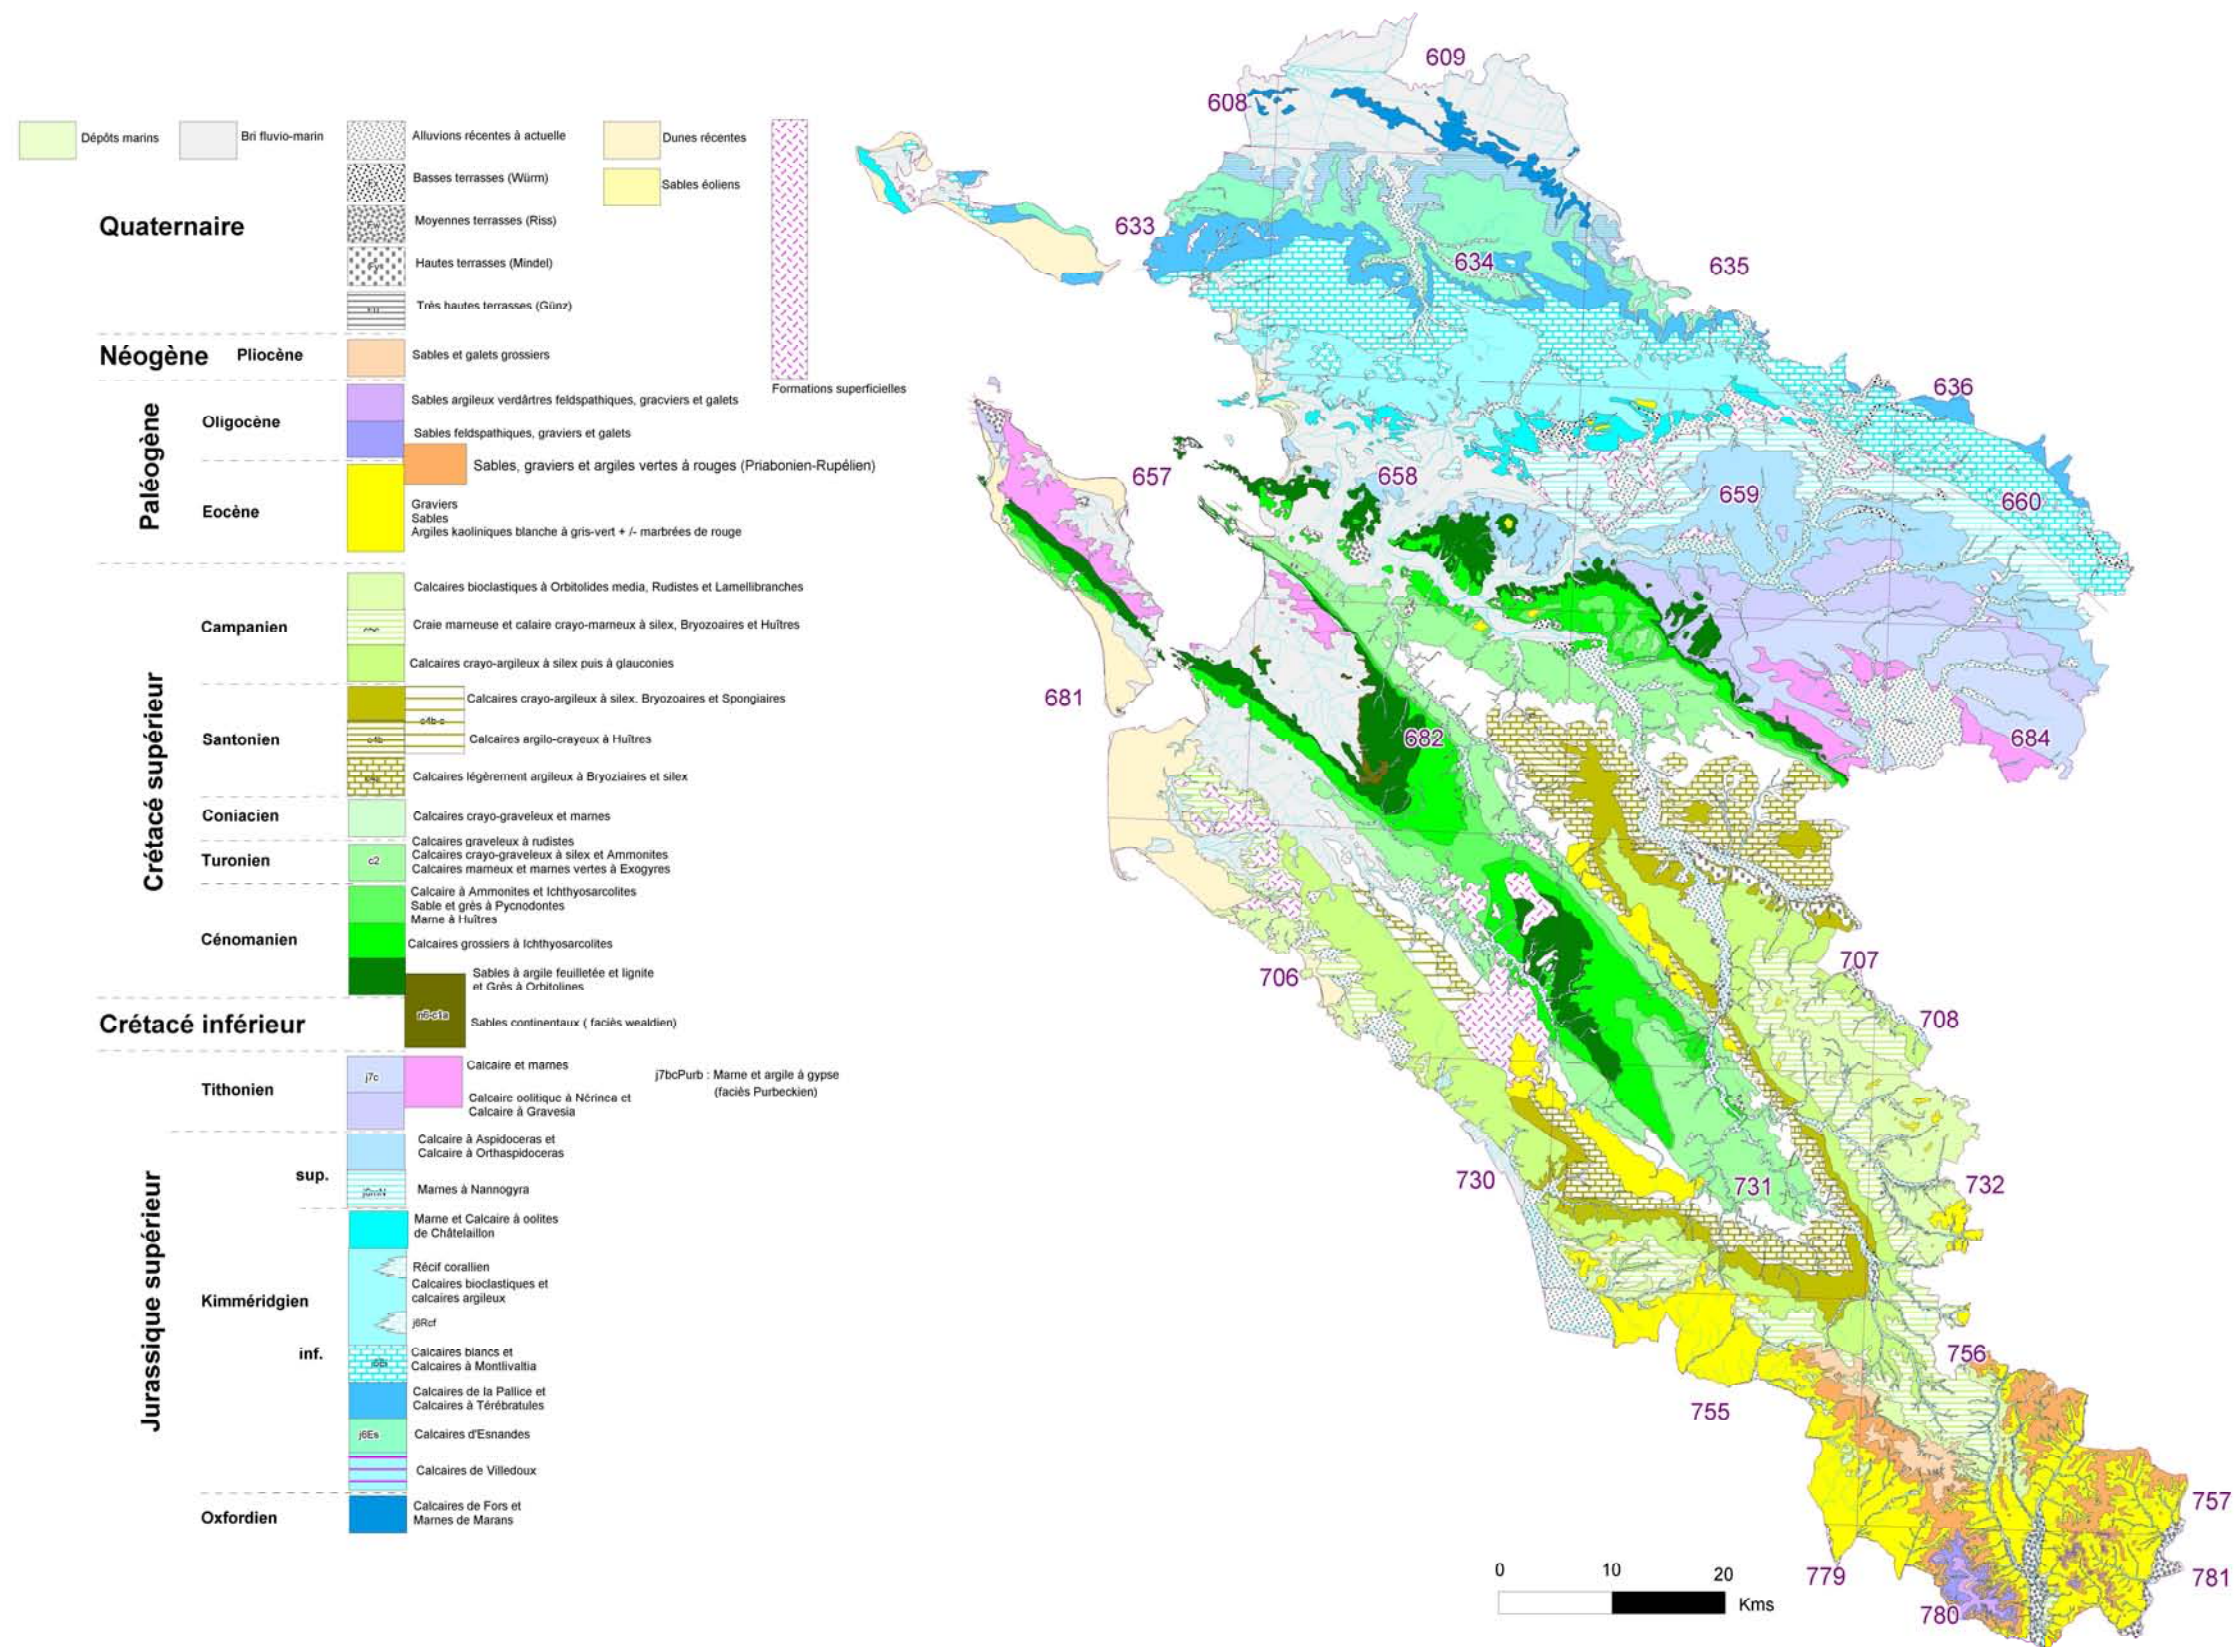 Dépôts marins
Bri fluvio-marin
Alluvions récentes à actuelle
Dunes récentes
Basses terrasses (Würm)
Sables éoliens
Moyennes terrasses (Riss)
Quaternaire
Hautes terrasses (Mindel)
Très hautes terrasses (Günz)
Néogène
Pliocène
Sables et galets grossiers
Formations superficielles
Paléogène
Oligocène
Sables argileux verdârtres feldspathiques, gracviers et galets
Sables feldspathiques, graviers et galets
Sables, graviers et argiles vertes à rouges (Priabonien-Rupélien)
Eocène
Graviers
Sables
Argiles kaoliniques blanche à gris-vert + /- marbrées de rouge
Crétacé supérieur
Campanien
Calcaires bioclastiques à Orbitolides media, Rudistes et Lamellibranches
Craie marneuse et calaire crayo-marneux à silex, Bryozoaires et Huîtres
Calcaires crayo-argileux à silex puis à glauconies
Santonien
Calcaires crayo-argileux à silex. Bryozoaires et Spongiaires
c4b-c
Calcaires argilo-crayeux à Huîtres
c4b
Calcaires légèrement argileux à Bryoziaires et silex
Coniacien
Calcaires crayo-graveleux et marnes
Turonien
c2
Calcaires graveleux à rudistes
Calcaires crayo-graveleux à silex et Ammonites
Calcaires marneux et marnes vertes à Exogyres
Cénomanien
Calcaire à Ammonites et Ichthyosarcolites
Sable et grès à Pycnodontes
Marne à Huîtres
Calcaires grossiers à Ichthyosarcolites
Sables à argile feuilletée et lignite
et Grès à Orbitolines
Crétacé inférieur
n6-c1a
Sables continentaux ( faciès wealdien)
Jurassique supérieur
Tithonien
j7c
Calcaire et marnes
Calcaire oolitique à Nérinea et
Calcaire à Gravesia
j7bcPurb : Marne et argile à gypse
(faciès Purbeckien)
Kimméridgien
sup.
Calcaire à Aspidoceras et
Calcaire à Orthaspidoceras
Marnes à Nannogyra
inf.
Marne et Calcaire à oolites
de Châtelaillon
Récif corallien
Calcaires bioclastiques et
calcaires argileux
j6Rcf
Calcaires blancs et
Calcaires à Montlivaltia
Calcaires de la Pallice et
Calcaires à Térébratules
j6Es
Calcaires d'Esnandes
Calcaires de Villedoux
Oxfordien
Calcaires de Fors et
Marnes de Marans
609
608
633
634
635
636
657
658
659
660
681
682
684
706
707
708
730
731
732
755
756
757
779
780
781
0 10 20
Kms